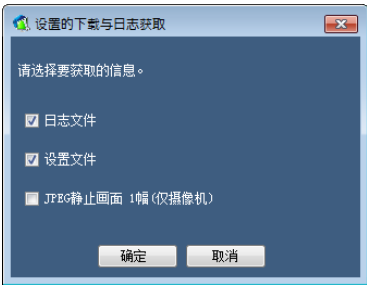 设置的下载与日志获取
请选择要获取的信息。
日志文件
设置文件
JPEG静止画面 1幅(仅摄像机)
确定
取消